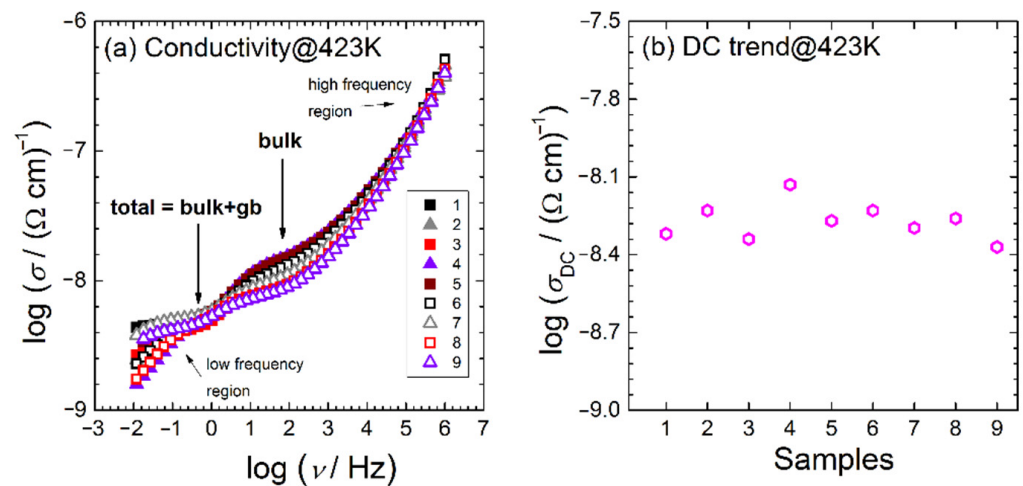 (a) Conductivity@423K
high frequency
region
bulk
total = bulk+gb
low frequency
region
1
2
3
4
5
6
7
8
9
−6
−7
−8
−9
log (σ / (Ω cm)⁻¹
−3 −2 −1 0 1 2 3 4 5 6 7
log (ν / Hz)
(b) DC trend@423K
−7.5
−7.8
−8.1
−8.4
−8.7
−9.0
log (σDC / (Ω cm)⁻¹
1 2 3 4 5 6 7 8 9
Samples